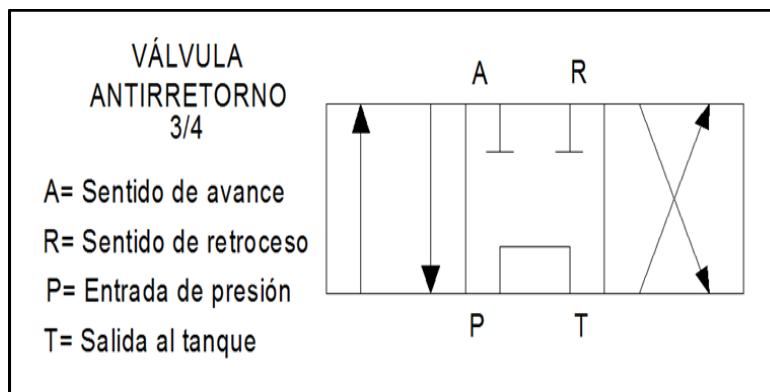 VÁLVULA
ANTIRRETORNO
3/4
A= Sentido de avance
R= Sentido de retroceso
P= Entrada de presión
T= Salida al tanque
A R
P T